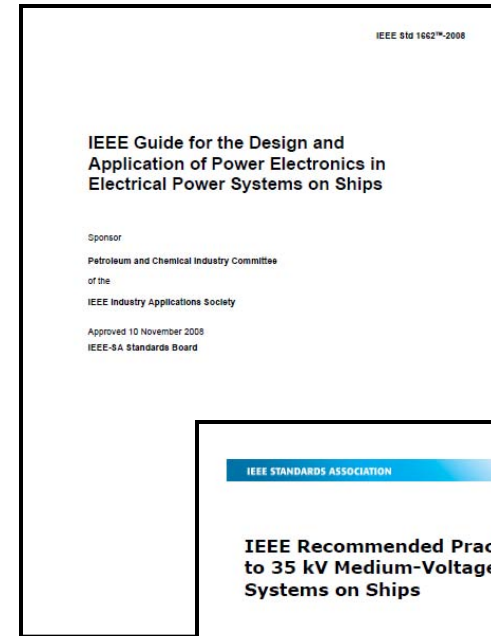 IEEE Std 1662™-2008
IEEE Guide for the Design and
Application of Power Electronics in
Electrical Power Systems on Ships
Sponsor
Petroleum and Chemical Industry Committee
of the
IEEE Industry Applications Society
Approved 10 November 2008
IEEE-SA Standards Board
IEEE STANDARDS ASSOCIATION
IEEE Recommended Prac
to 35 kV Medium-Voltage
Systems on Ships